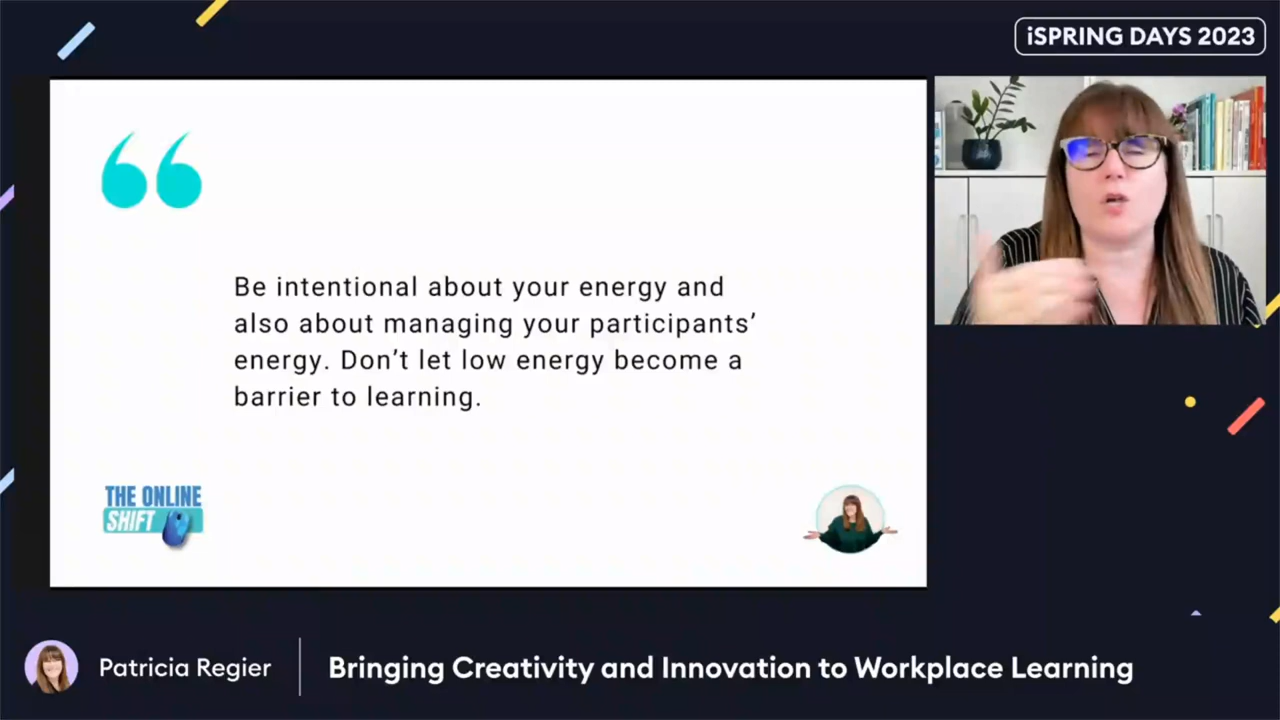 iSPRING DAYS 2023
Be intentional about your energy and
also about managing your participants’
energy. Don’t let low energy become a
barrier to learning.
THE ONLINE
SHIFT
Patricia Regier
Bringing Creativity and Innovation to Workplace Learning